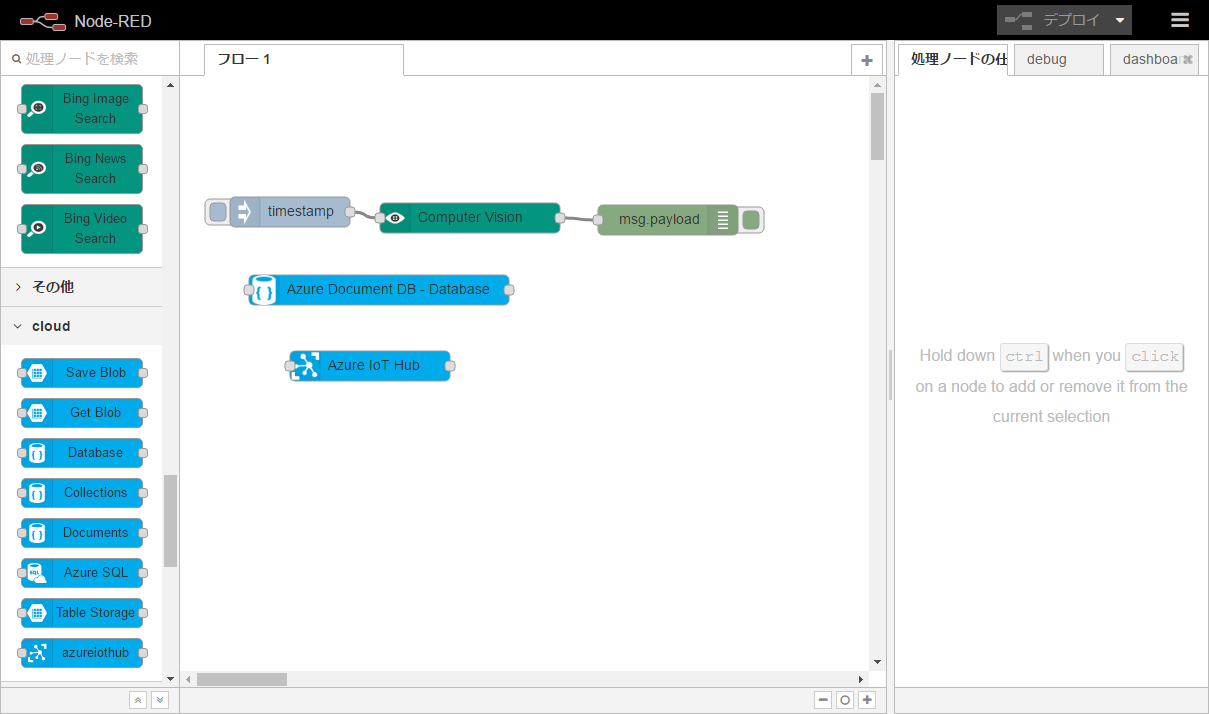 Node-RED
デプロイ
処理ノードを検索
フロー 1
処理ノードの仕
debug
dashboa
Bing Image
Search
Bing News
Search
Bing Video
Search
その他
cloud
Save Blob
Get Blob
Database
Collections
Documents
Azure SQL
Table Storage
azureiothub
timestamp
Computer Vision
msg.payload
Azure Document DB - Database
Azure IoT Hub
Hold down ctrl when you click
on a node to add or remove it from the
current selection